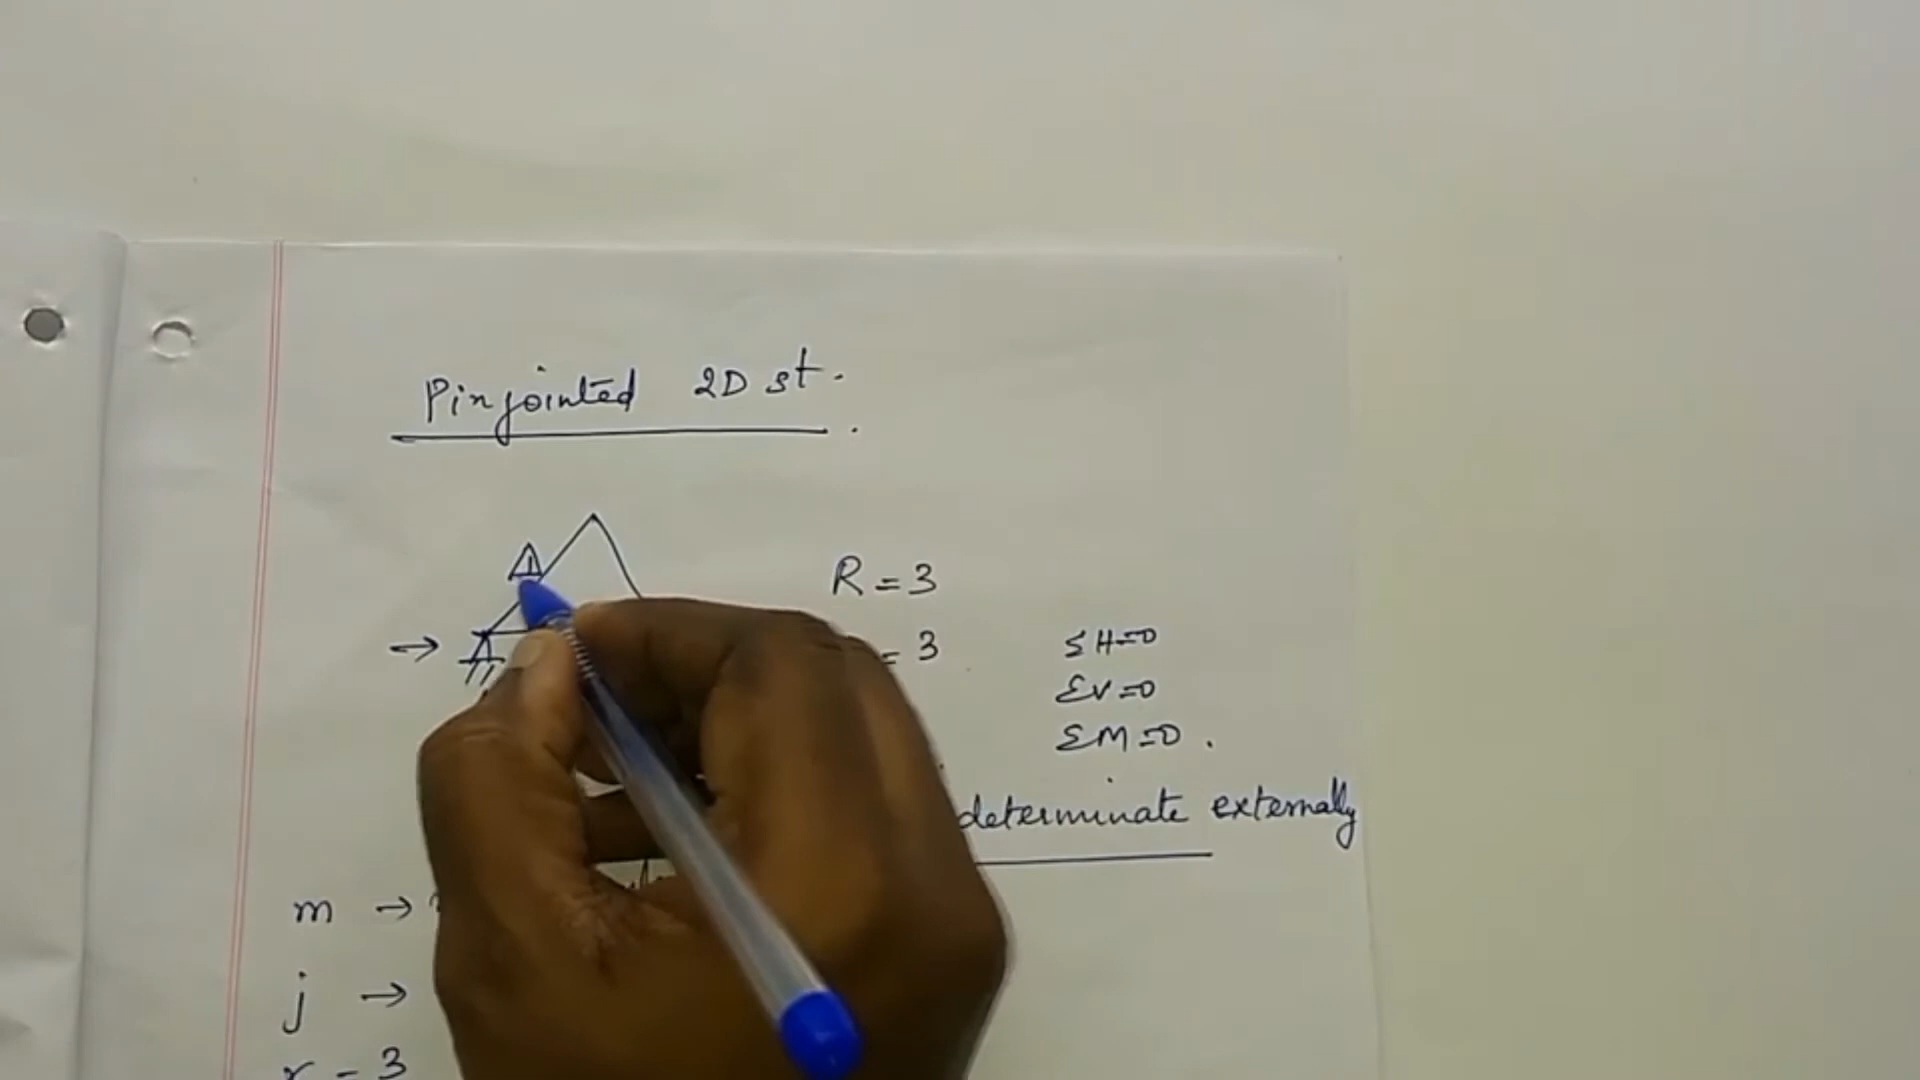 Pinjointed 2D st.
R = 3
= 3
ΣH=0
ΣV=0
ΣM=0.
determinate externally
m →
j →
r = 3